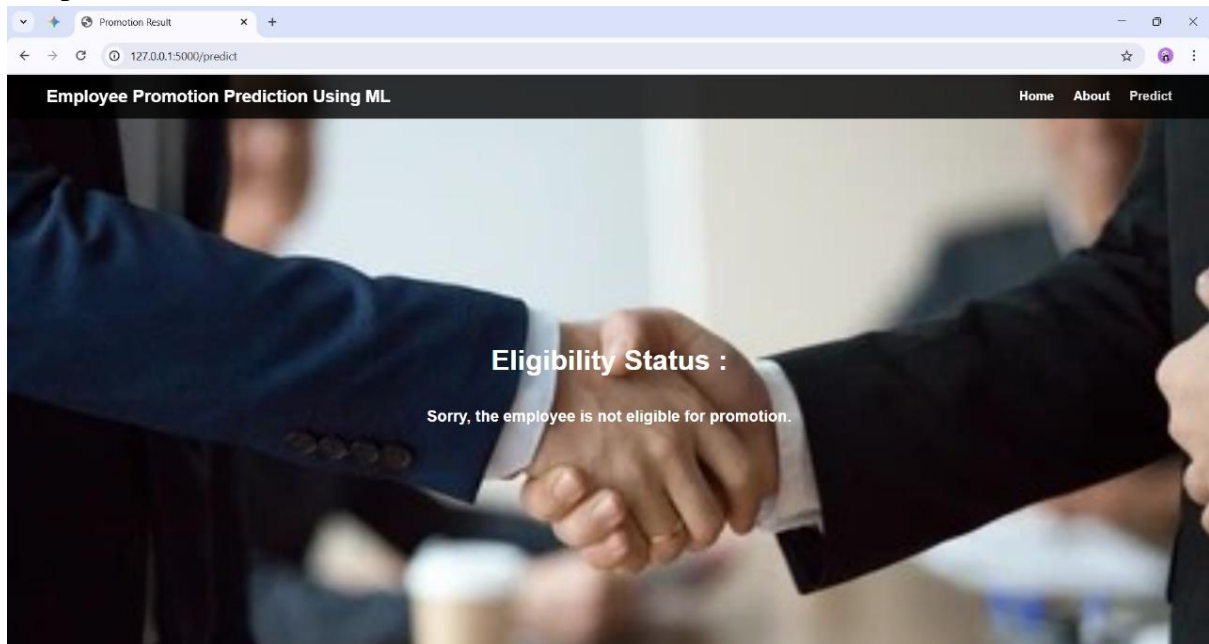 Promotion Result
127.0.0.1:5000/predict
Employee Promotion Prediction Using ML
Home About Predict
Eligibility Status :
Sorry, the employee is not eligible for promotion.